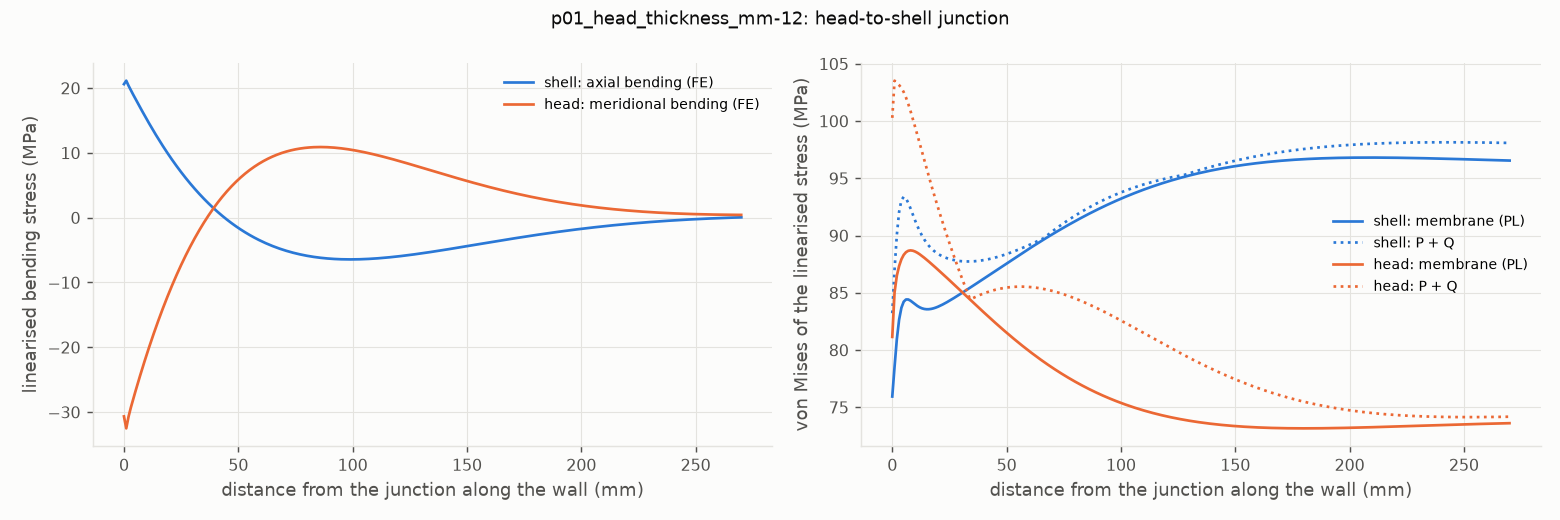 p01_head_thickness_mm-12: head-to-shell junction
linearised bending stress (MPa)
20
10
0
−10
−20
−30
shell: axial bending (FE)
head: meridional bending (FE)
0
50
100
150
200
250
distance from the junction along the wall (mm)
von Mises of the linearised stress (MPa)
105
100
95
90
85
80
75
shell: membrane (PL)
shell: P + Q
head: membrane (PL)
head: P + Q
0
50
100
150
200
250
distance from the junction along the wall (mm)